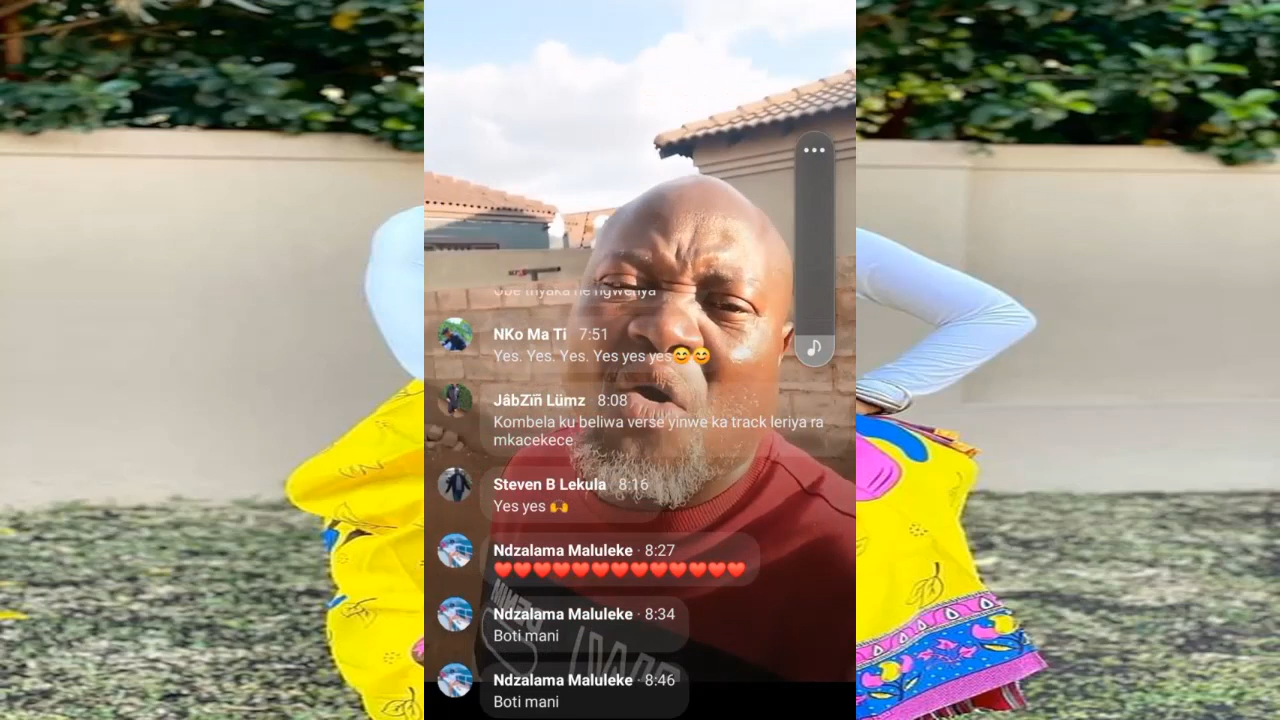 NKo Ma Ti 7:51
Yes. Yes. Yes. Yes yes yes😊😊
JâbZïñ Lümz · 8:08
Kombela ku beliwa verse yinwe ka track leriya ra
mkacekece
Steven B Lekula · 8:16
Yes yes 🙌
Ndzalama Maluleke · 8:27
❤️❤️❤️❤️❤️❤️❤️❤️❤️❤️❤️❤️❤️
Ndzalama Maluleke · 8:34
Boti mani
Ndzalama Maluleke · 8:46
Boti mani